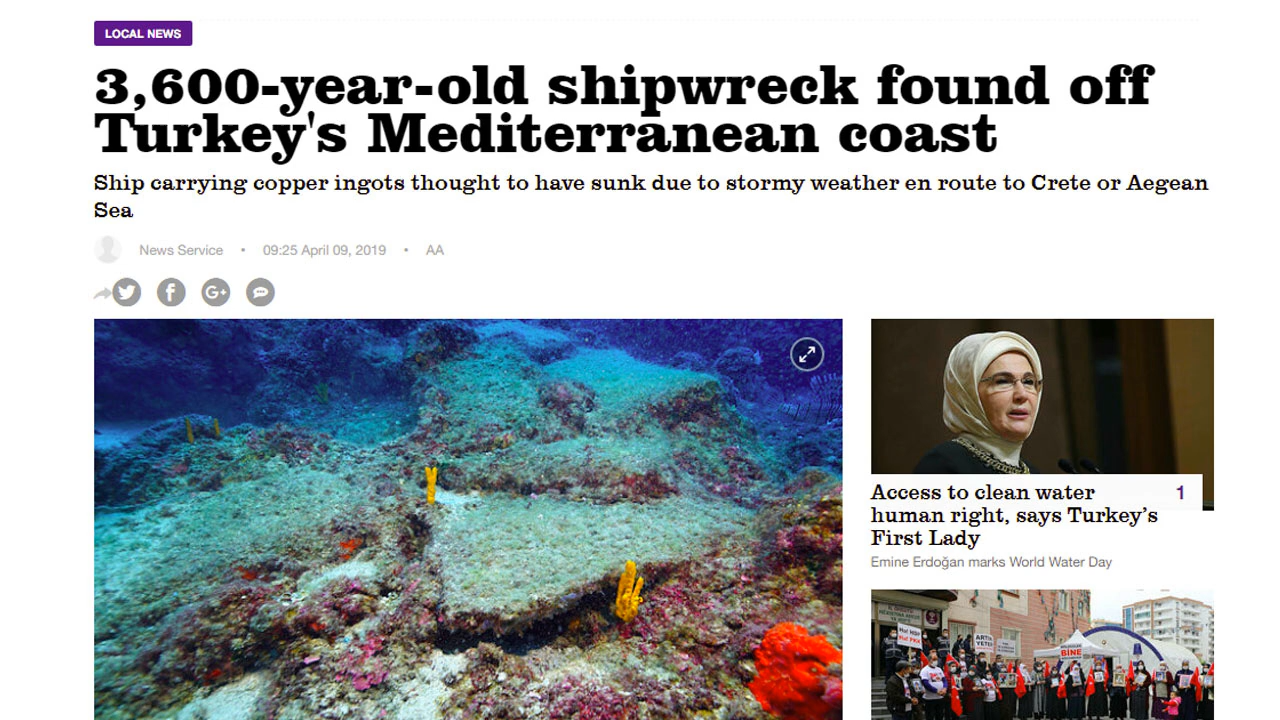 LOCAL NEWS
3,600-year-old shipwreck found off
Turkey's Mediterranean coast
Ship carrying copper ingots thought to have sunk due to stormy weather en route to Crete or Aegean
Sea
News Service • 09:25 April 09, 2019 • AA
G+
Access to clean water 1
human right, says Turkey’s
First Lady
Emine Erdoğan marks World Water Day
BİNE